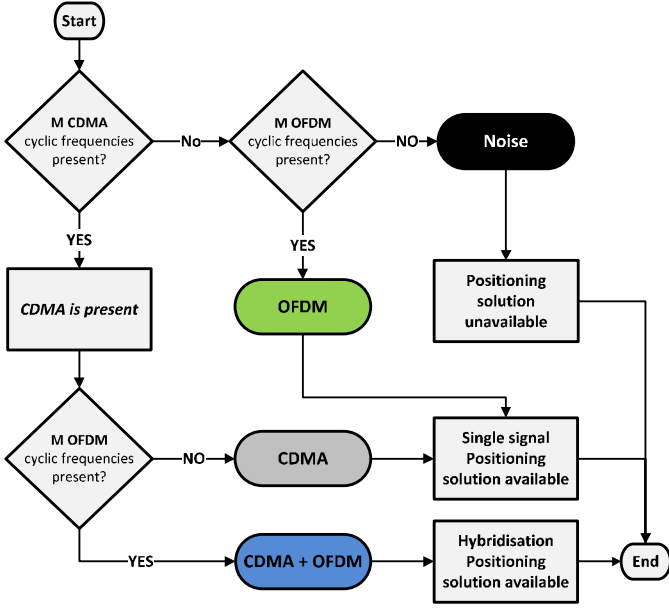 Start
M CDMA
cyclic frequencies
present?
No
M OFDM
cyclic frequencies
present?
NO
Noise
YES
YES
CDMA is present
OFDM
Positioning
solution
unavailable
M OFDM
cyclic frequencies
present?
NO
CDMA
Single signal
Positioning
solution available
YES
CDMA + OFDM
Hybridisation
Positioning
solution available
End